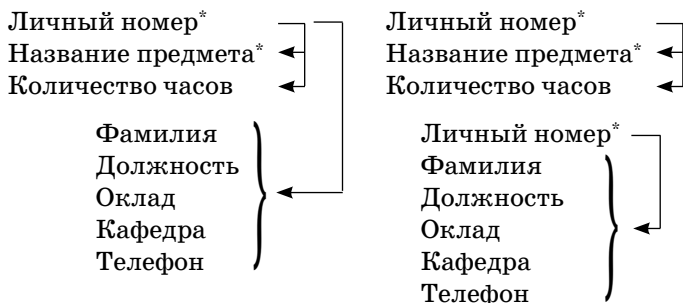 Личный номер*
Название предмета*
Количество часов
Фамилия
Должность
Оклад
Кафедра
Телефон
Личный номер*
Название предмета*
Количество часов
Личный номер*
Фамилия
Должность
Оклад
Кафедра
Телефон